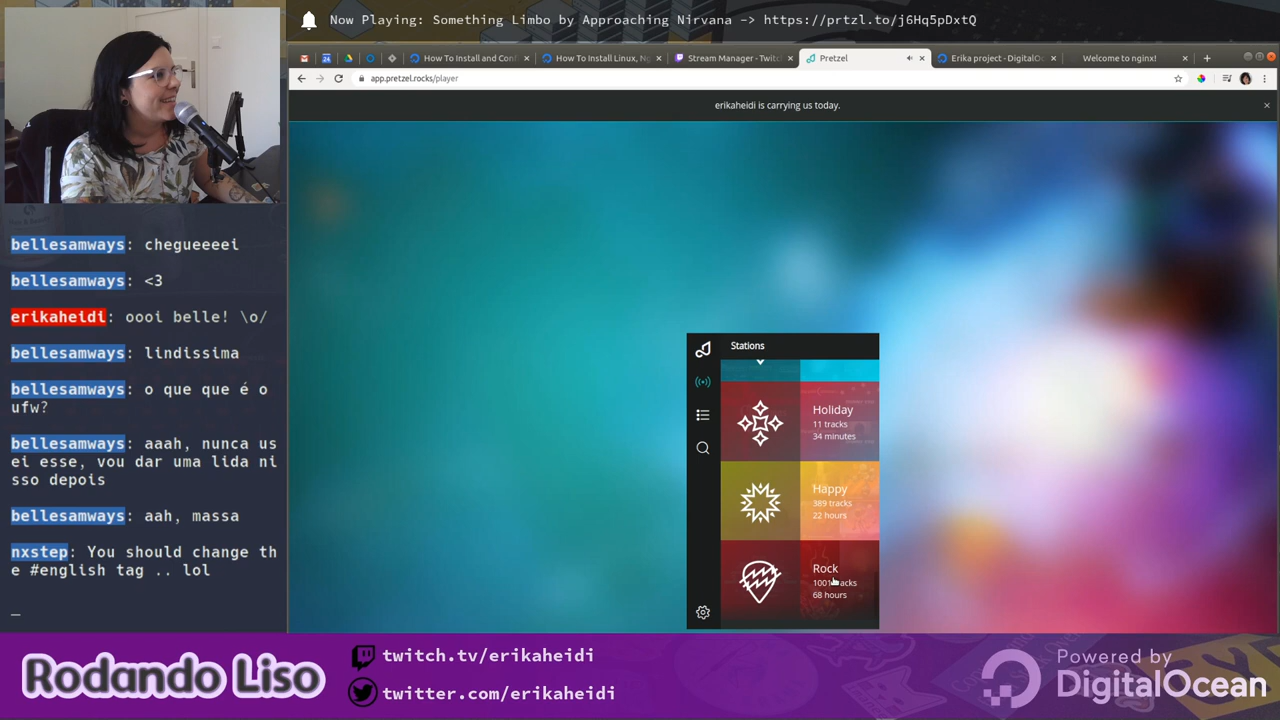 Now Playing: Something Limbo by Approaching Nirvana -> https://prtzl.to/j6Hq5pDxtQ
How To Install and Conf
How To Install Linux, Ng
Stream Manager - Twitch
Pretzel
Erika project - DigitalO
Welcome to nginx!
app.pretzel.rocks/player
erikaheidi is carrying us today.
bellesamways: chegueeeei
bellesamways: <3
erikaheidi: oooi belle! \o/
bellesamways: lindissima
bellesamways: o que que é o
ufw?
bellesamways: aaah, nunca us
ei esse, vou dar uma lida ni
sso depois
bellesamways: aah, massa
nxstep: You should change th
e #english tag .. lol
Stations
Holiday
11 tracks
34 minutes
Happy
389 tracks
22 hours
Rock
68 hours
Rodando Liso
twitch.tv/erikaheidi
twitter.com/erikaheidi
Powered by
DigitalOcean